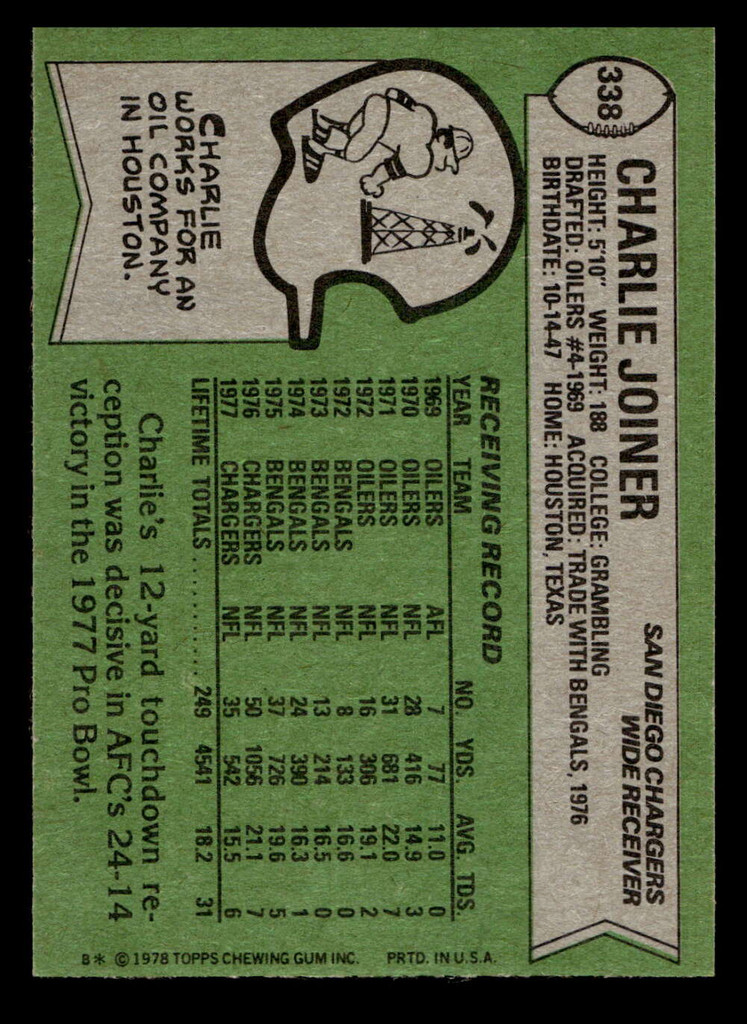 338
CHARLIE JOINER
SAN DIEGO CHARGERS
WIDE RECEIVER
HEIGHT: 5'10" WEIGHT: 188 COLLEGE: GRAMBLING
DRAFTED: OILERS #4-1969 ACQUIRED: TRADE WITH BENGALS, 1976
BIRTHDATE: 10-14-47 HOME: HOUSTON, TEXAS
CHARLIE
WORKS FOR AN
OIL COMPANY
IN HOUSTON.
RECEIVING RECORD
YEAR TEAM NO. YDS. AVG. TDS.
1969 OILERS AFL 7 77 11.0 0
1970 OILERS NFL 28 416 14.9 3
1971 OILERS NFL 31 681 22.0 7
1972 OILERS 16 306 19.1 2
1972 BENGALS NFL 8 133 16.6 0
1973 BENGALS NFL 13 214 16.5 0
1974 BENGALS NFL 24 390 16.3 1
1975 BENGALS NFL 37 726 19.6 5
1976 CHARGERS NFL 50 1056 21.1 7
1977 CHARGERS NFL 35 542 15.5 6
LIFETIME TOTALS . . . . . . . . . . . 249 4541 18.2 31
Charlie's 12-yard touchdown re-
ception was decisive in AFC's 24-14
victory in the 1977 Pro Bowl.
B* © 1978 TOPPS CHEWING GUM INC. PRTD. IN U.S.A.